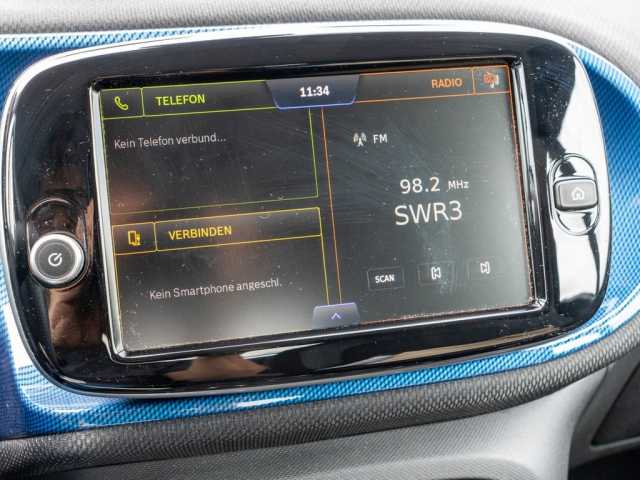 11:34
TELEFON
Kein Telefon verbund...
VERBINDEN
Kein Smartphone angeschl.
RADIO
FM
98.2 MHz
SWR3
SCAN